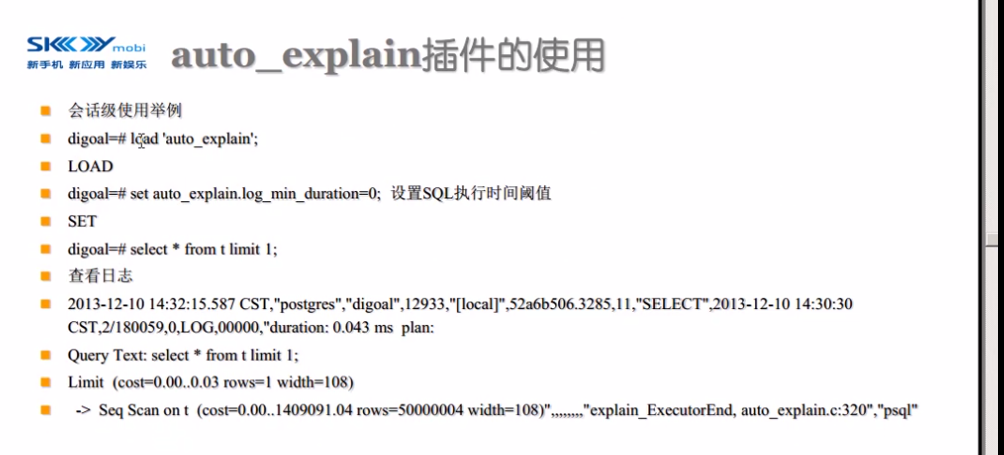 SKYmobi
新手机 新应用 新娱乐
auto_explain插件的使用
会话级使用举例
digoal=# load 'auto_explain';
LOAD
digoal=# set auto_explain.log_min_duration=0; 设置SQL执行时间阈值
SET
digoal=# select * from t limit 1;
查看日志
2013-12-10 14:32:15.587 CST,"postgres","digoal",12933,"[local]",52a6b506.3285,11,"SELECT",2013-12-10 14:30:30
CST,2/180059,0,LOG,00000,"duration: 0.043 ms plan:
Query Text: select * from t limit 1;
Limit (cost=0.00..0.03 rows=1 width=108)
-> Seq Scan on t (cost=0.00..1409091.04 rows=50000004 width=108)",,,,,,,,"explain_ExecutorEnd, auto_explain.c:320","psql"